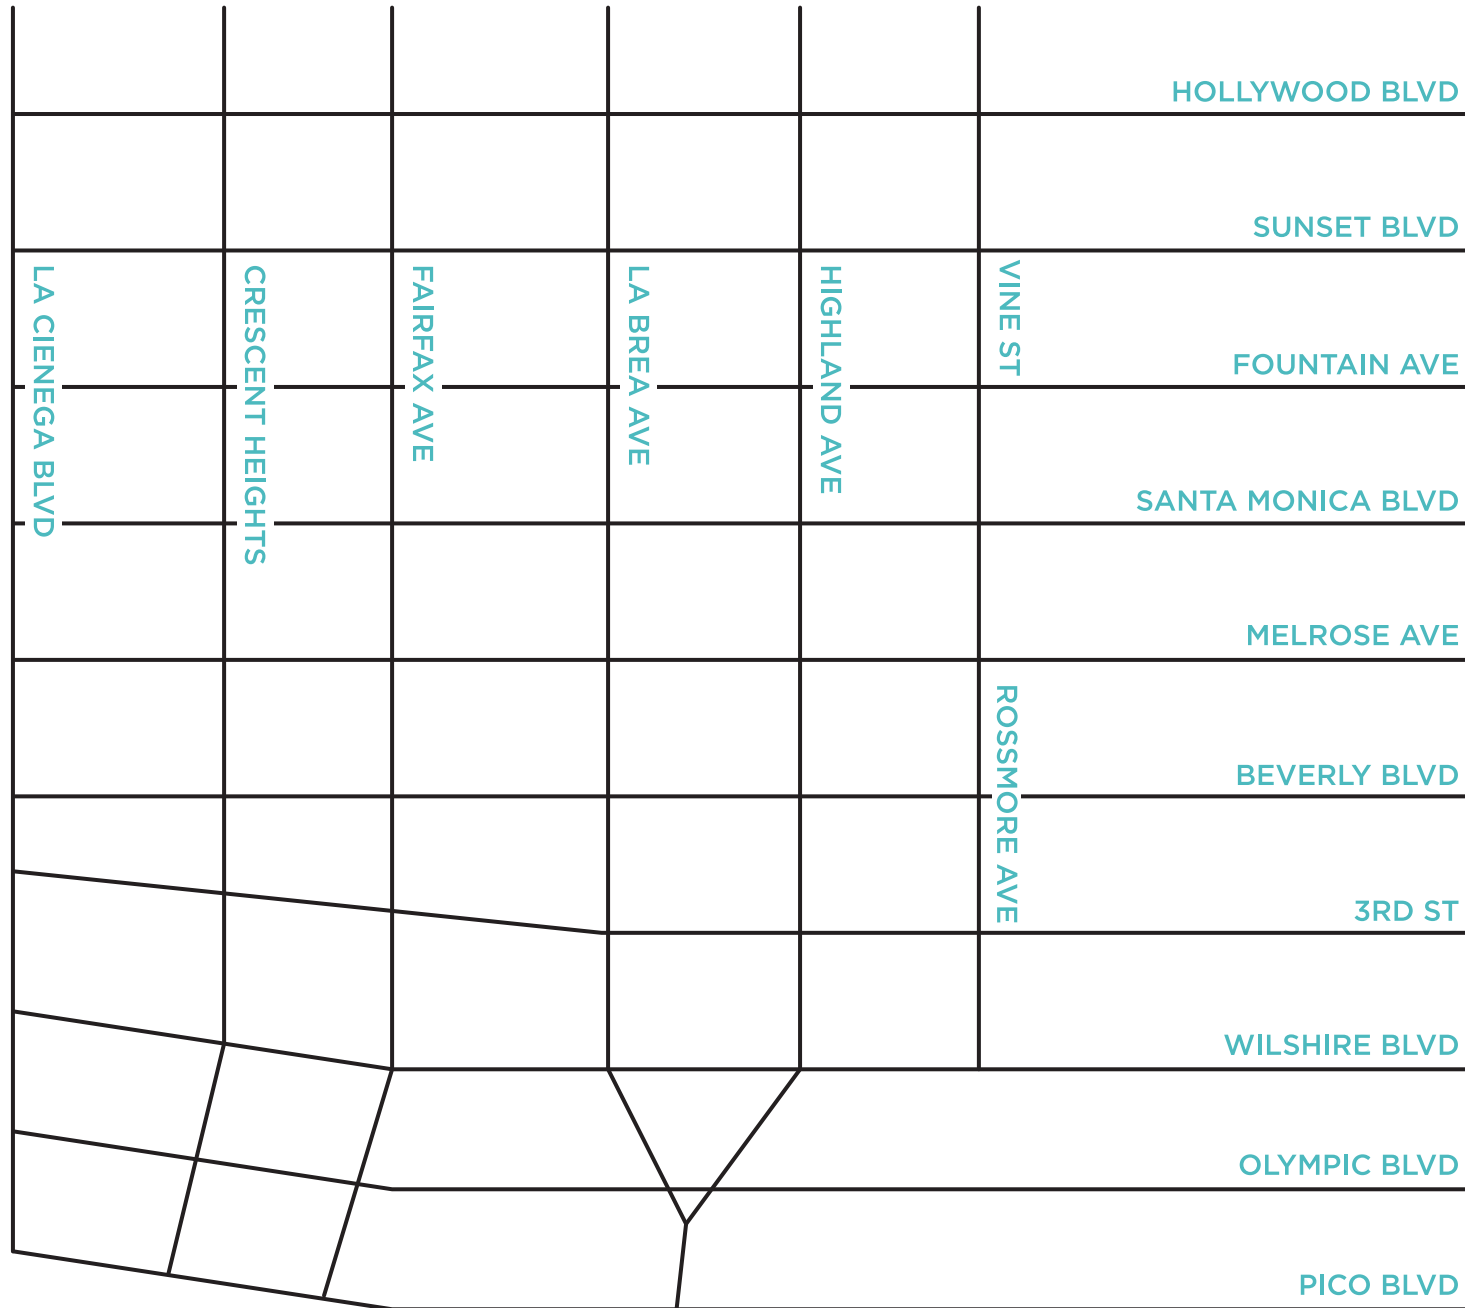 HOLLYWOOD BLVD
SUNSET BLVD
LA CIENEGA BLVD
CRESCENT HEIGHTS
FAIRFAX AVE
LA BREA AVE
HIGHLAND AVE
VINE ST
FOUNTAIN AVE
SANTA MONICA BLVD
MELROSE AVE
ROSSMORE AVE
BEVERLY BLVD
3RD ST
WILSHIRE BLVD
OLYMPIC BLVD
PICO BLVD